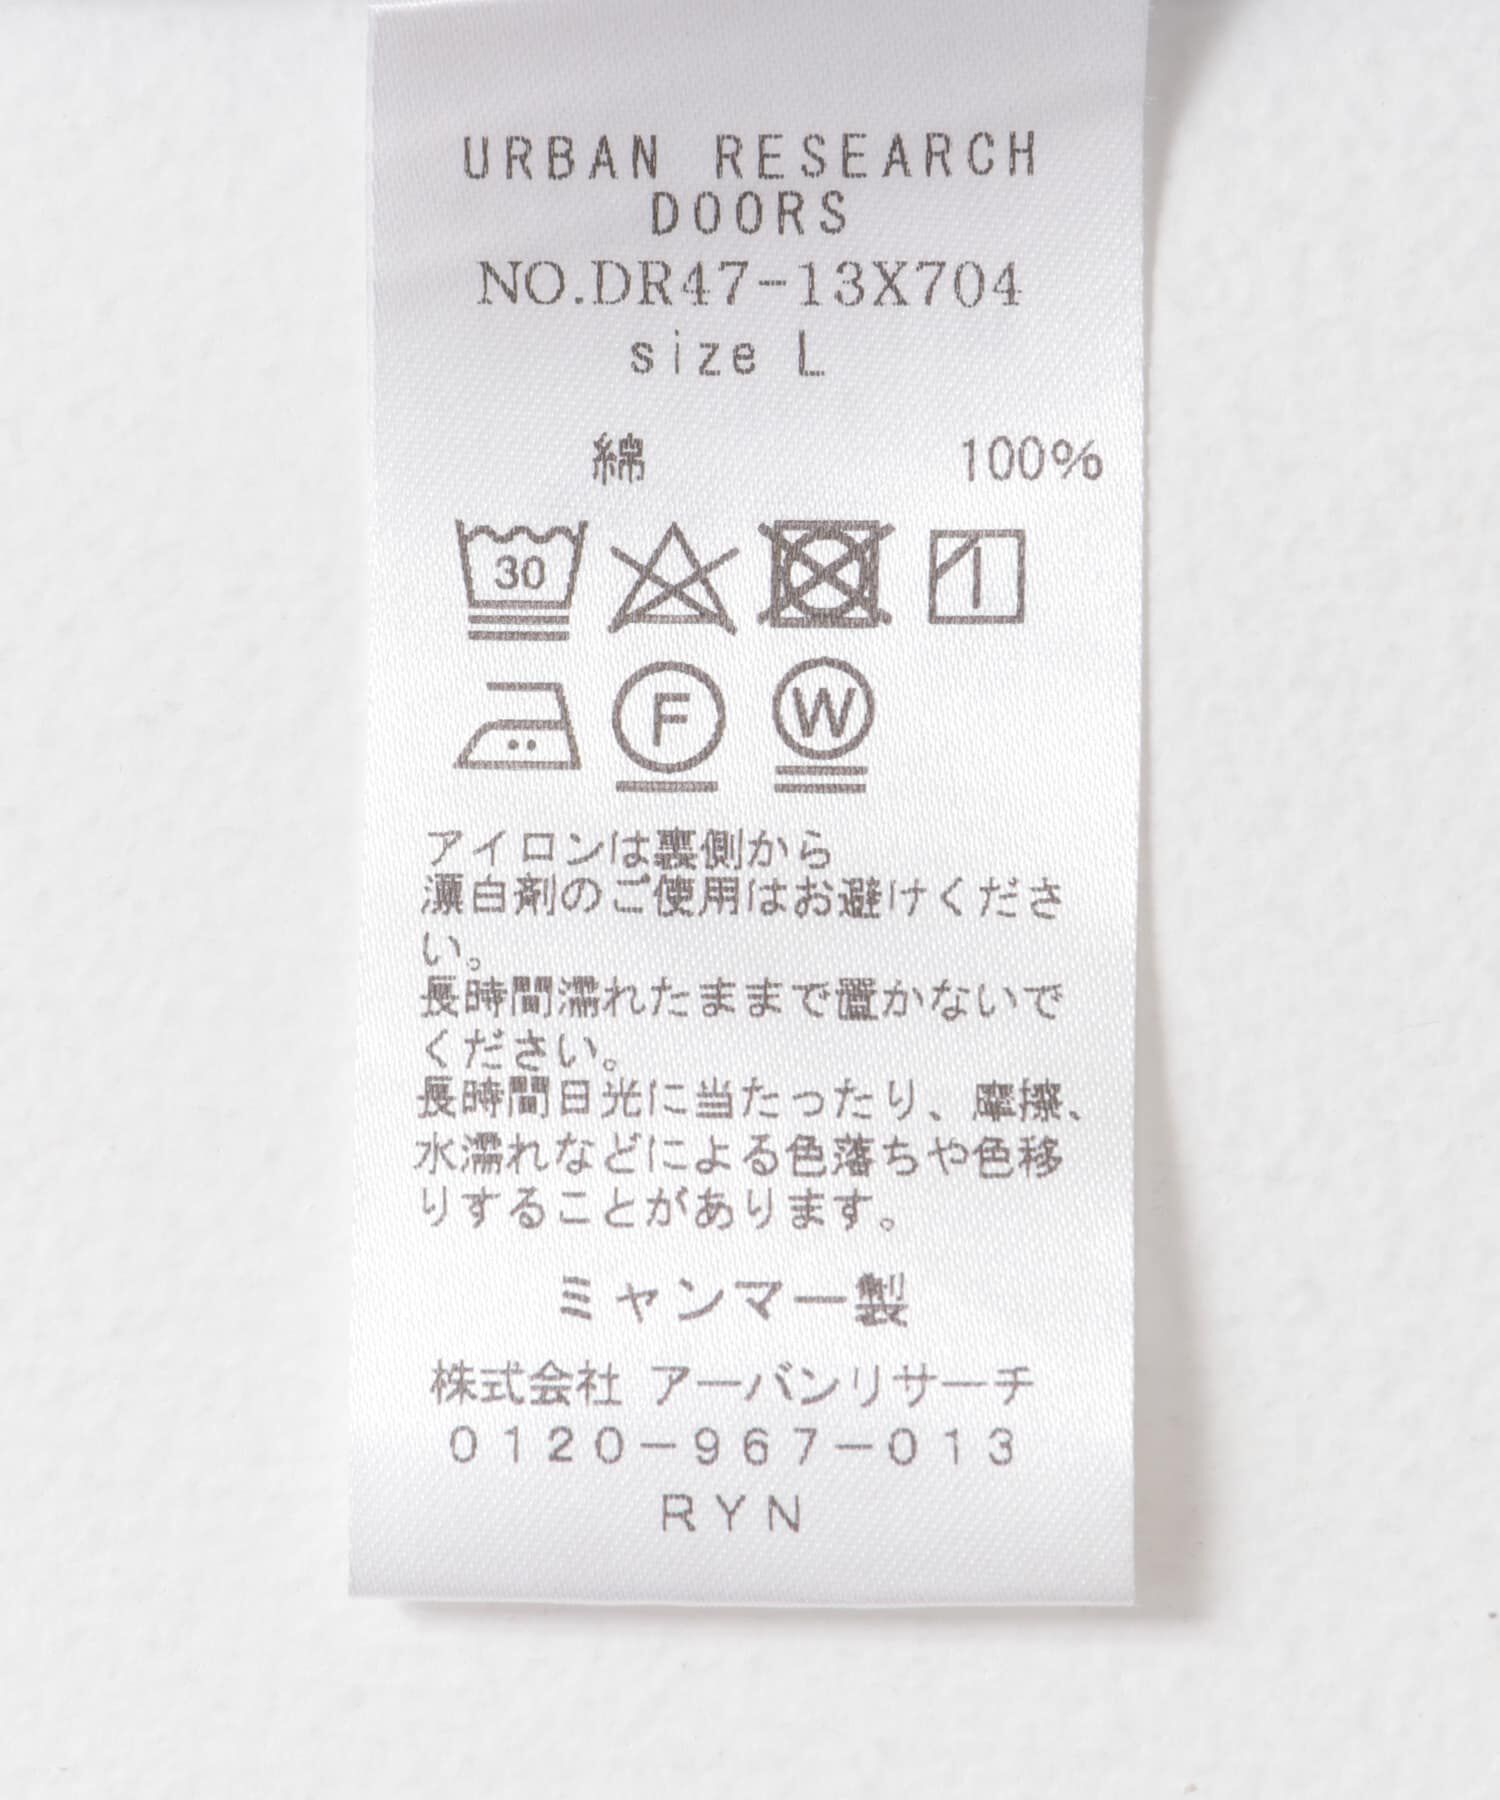 URBAN RESEARCH
DOORS
NO.DR47-13X704
size L
綿 100%
30
F W
アイロンは裏側から
漂白剤のご使用はお避けくださ
い。
長時間濡れたままで置かないで
ください。
長時間日光に当たったり、摩擦、
水濡れなどによる色落ちや色移
りすることがあります。
ミャンマー製
株式会社 アーバンリサーチ
0120-967-013
RYN